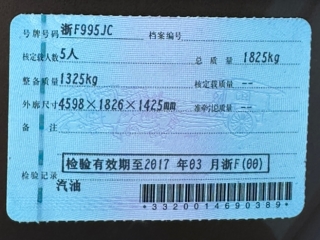 号牌号码 浙F995JC 档案编号
核定载人数 5人 总质量 1825kg
整备质量 1325kg 核定载质量 --
外廓尺寸 4598×1826×1425mm 准牵引总质量 --
备注
检验有效期至2017 年03 月浙F(00)
检验记录
汽油
*3320014690389*